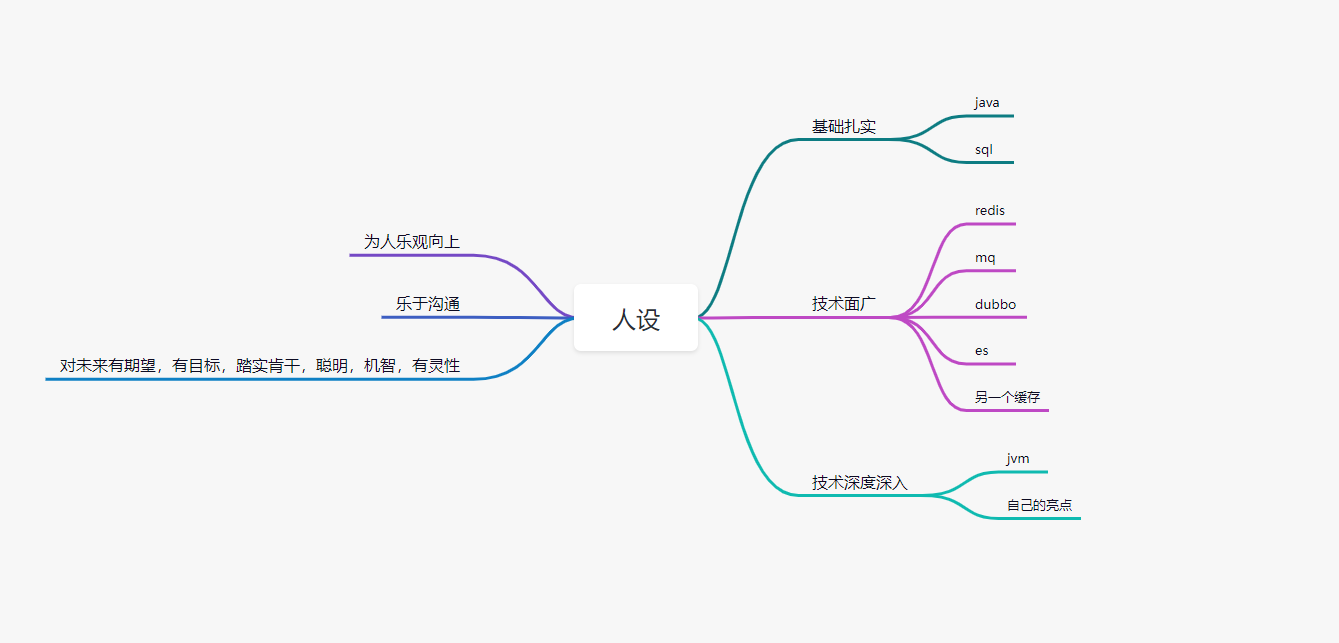 人设
基础扎实
java
sql
技术面广
redis
mq
dubbo
es
另一个缓存
技术深度深入
jvm
自己的亮点
为人乐观向上
乐于沟通
对未来有期望，有目标，踏实肯干，聪明，机智，有灵性